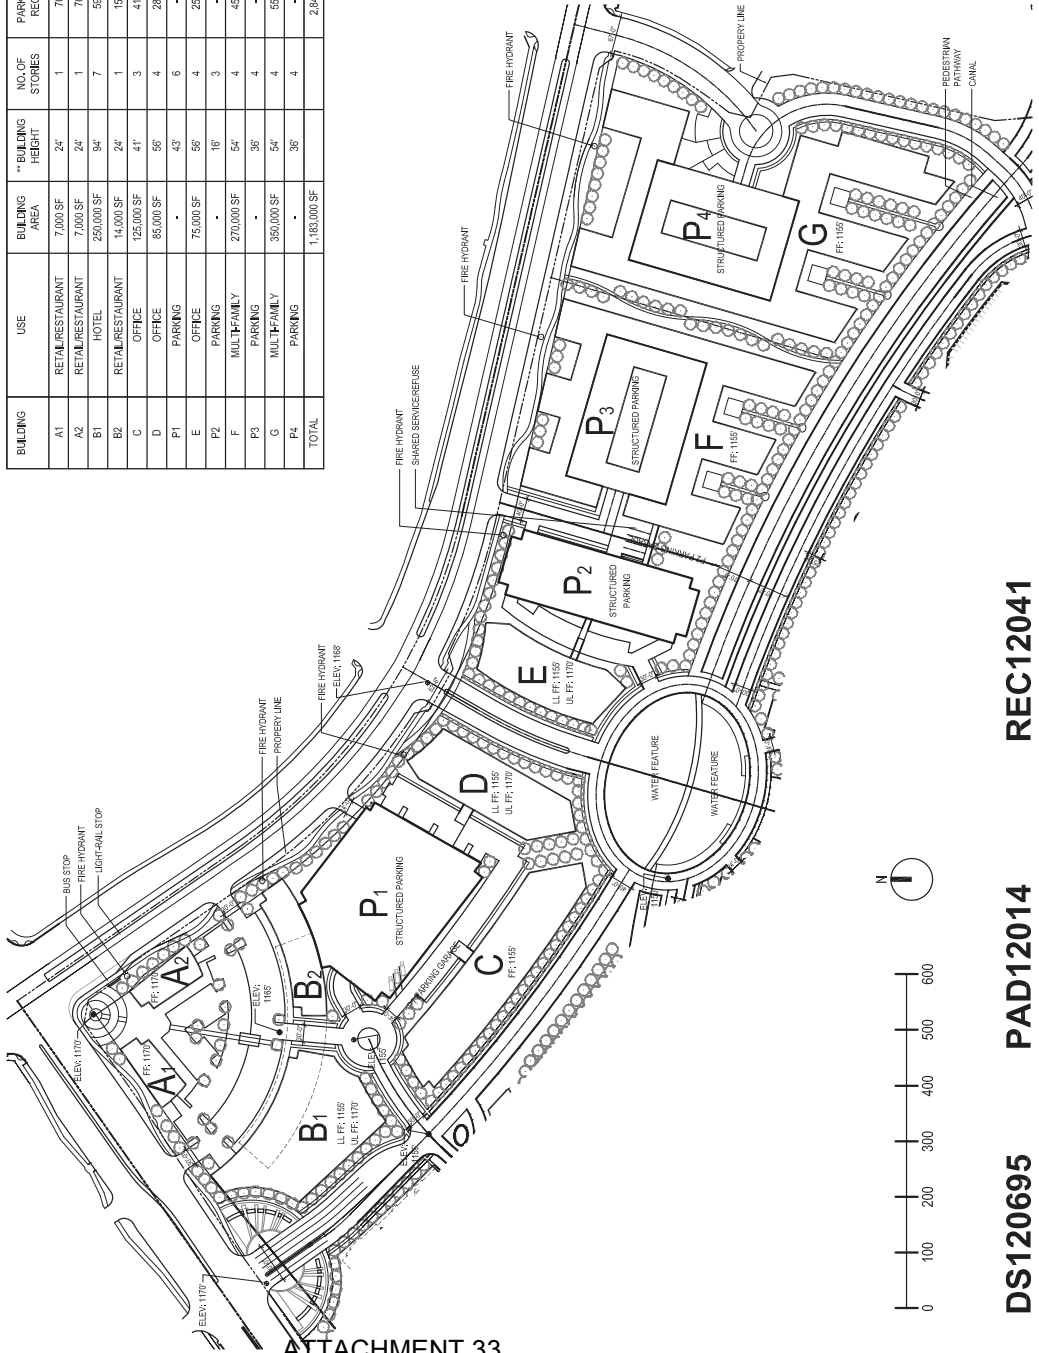 BUILDING USE BUILDING AREA ** BUILDING HEIGHT NO. OF STORIES
A1 RETAIL/RESTAURANT 7,000 SF 24' 1
A2 RETAIL/RESTAURANT 7,000 SF 24' 1
B1 HOTEL 250,000 SF 94' 7
B2 RETAIL/RESTAURANT 14,000 SF 24' 1
C OFFICE 125,000 SF 41' 3
D OFFICE 85,000 SF 56' 4
P1 PARKING - 43' 6
E OFFICE 75,000 SF 56' 4
P2 PARKING - 16' 3
F MULTI-FAMILY 270,000 SF 54' 4
P3 PARKING - 36' 4
G MULTI-FAMILY 350,000 SF 54' 4
P4 PARKING - 36' 4
TOTAL 1,183,000 SF
BUS STOP
FIRE HYDRANT
LIGHT-RAIL STOP
FIRE HYDRANT
PROPERY LINE
FIRE HYDRANT
ELEV; 1168'
FIRE HYDRANT
SHARED SERVICE/REFUSE
FIRE HYDRANT
FIRE HYDRANT
PROPERY LINE
PEDESTRIAN
PATHWAY
CANAL
ELEV; 1170'
ELEV; 1170'
A1
FF; 1170'
A2
FF; 1170'
ELEV;
1165'
B1
LL FF; 1155'
UL FF; 1170'
B2
P1
STRUCTURED PARKING
PARKING GARAGE
C
FF; 1155'
D
LL FF; 1155'
UL FF; 1170'
E
LL FF; 1155'
UL FF; 1170'
WATER FEATURE
WATER FEATURE
P2
STRUCTURED
PARKING
P3
STRUCTURED PARKING
F
FF; 1155'
P4
STRUCTURED PARKING
G
FF; 1155'
N
0 100 200 300 400 500 600
DS120695 PAD12014 REC12041
ATTACHMENT 33